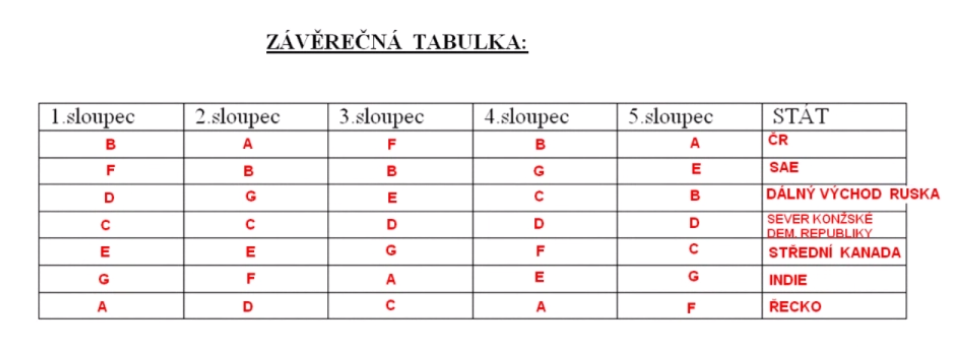 ZÁVĚREČNÁ TABULKA:
1.sloupec 2.sloupec 3.sloupec 4.sloupec 5.sloupec STÁT
B A F B A ČR
F B B G E SAE
D G E C B DÁLNÝ VÝCHOD RUSKA
C C D D D SEVER KONŽSKÉ
DEM. REPUBLIKY
E E G F C STŘEDNÍ KANADA
G F A E G INDIE
A D C A F ŘECKO